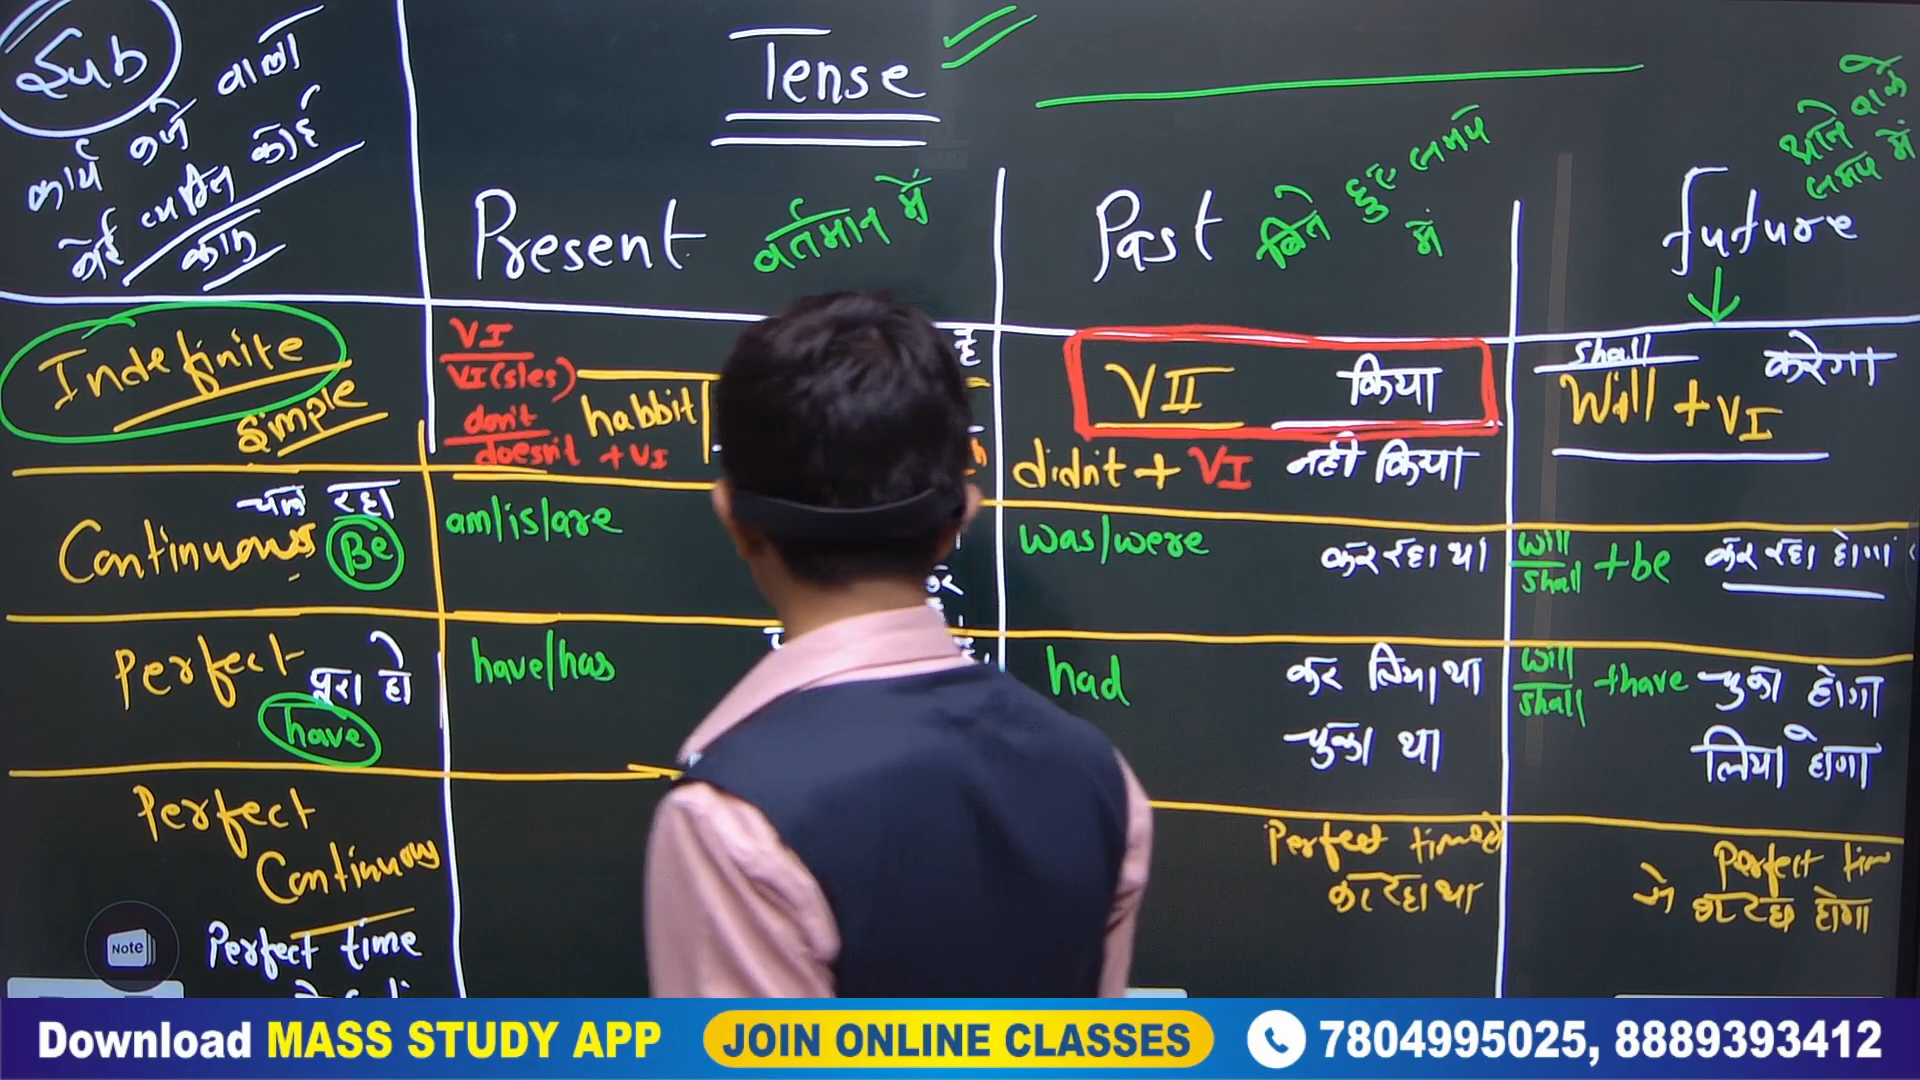 Sub
कार्य करने वाला
कोई व्यक्ति कोई
काम
Tense
Present वर्तमान में
Past बिते हुए समय में
future आने वाले समय में
Indefinite
Simple
VI
VI(s/es)
don't
doesn't + VI
habbit
है
VII किया
didn't + VI नहीं किया
shall
Will + VI करेगा
चल रहा
Continuous Be
am/is/are
was/were कर रहा था
will
shall + be कर रहा होगा
Perfect पूरा हो
have
have/has
had कर लिया था
चुका था
will
shall +have चुका होगा
लिया होगा
Perfect
Continuous
Perfect time
Perfect time से
कर रहा था
Perfect tim
से कर रहा होगा
Note
Download MASS STUDY APP
JOIN ONLINE CLASSES
7804995025, 8889393412